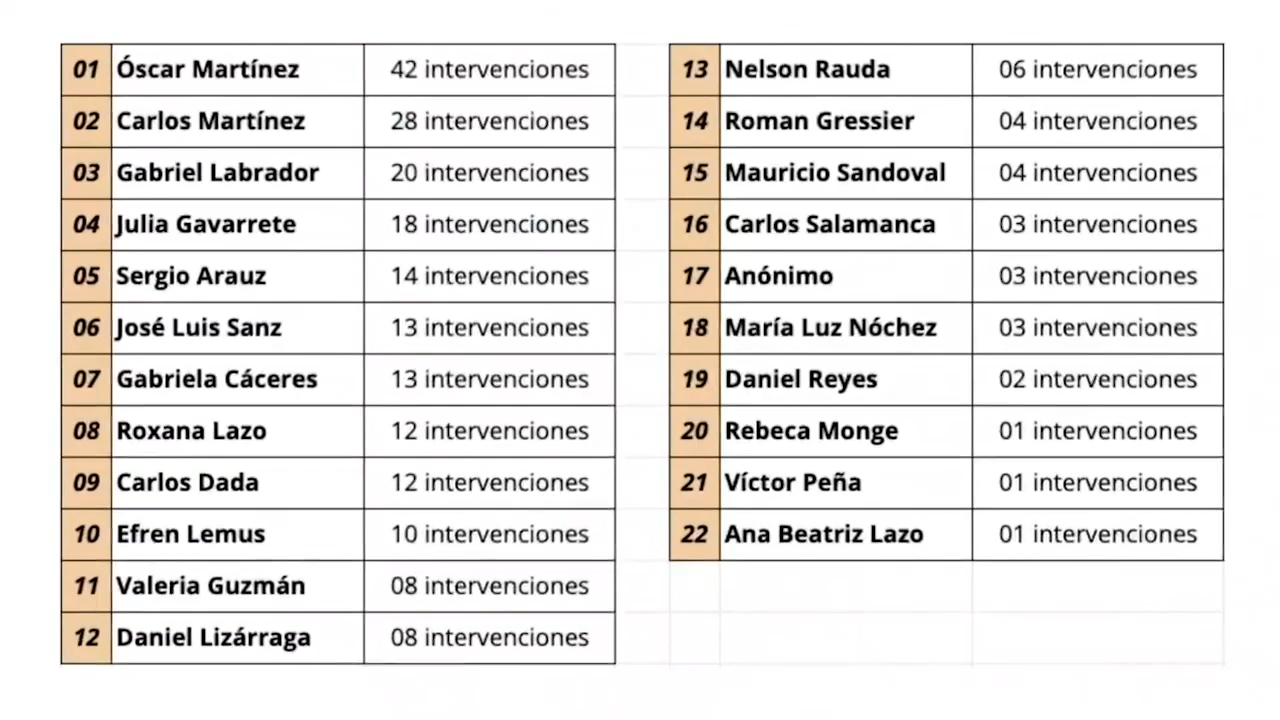 01 Óscar Martínez 42 intervenciones
02 Carlos Martínez 28 intervenciones
03 Gabriel Labrador 20 intervenciones
04 Julia Gavarrete 18 intervenciones
05 Sergio Arauz 14 intervenciones
06 José Luis Sanz 13 intervenciones
07 Gabriela Cáceres 13 intervenciones
08 Roxana Lazo 12 intervenciones
09 Carlos Dada 12 intervenciones
10 Efren Lemus 10 intervenciones
11 Valeria Guzmán 08 intervenciones
12 Daniel Lizárraga 08 intervenciones
13 Nelson Rauda 06 intervenciones
14 Roman Gressier 04 intervenciones
15 Mauricio Sandoval 04 intervenciones
16 Carlos Salamanca 03 intervenciones
17 Anónimo 03 intervenciones
18 María Luz Nóchez 03 intervenciones
19 Daniel Reyes 02 intervenciones
20 Rebeca Monge 01 intervenciones
21 Víctor Peña 01 intervenciones
22 Ana Beatriz Lazo 01 intervenciones